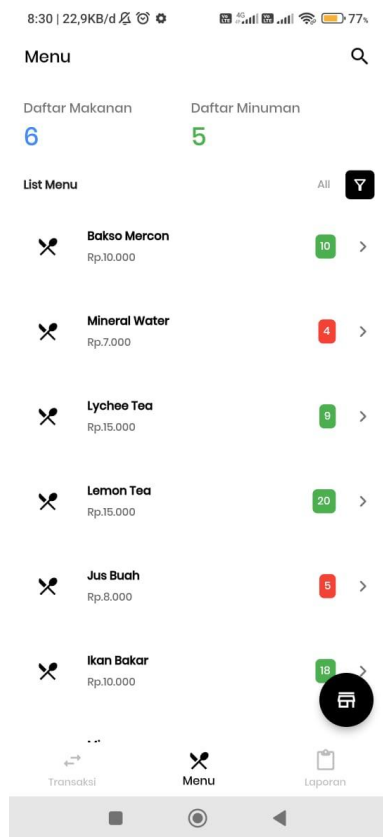 8:30 | 22,9KB/d 77%
Menu
Daftar Makanan Daftar Minuman
6 5
List Menu All
Bakso Mercon
Rp.10.000
10
Mineral Water
Rp.7.000
4
Lychee Tea
Rp.15.000
9
Lemon Tea
Rp.15.000
20
Jus Buah
Rp.8.000
5
Ikan Bakar
Rp.10.000
18
Transaksi Menu Laporan